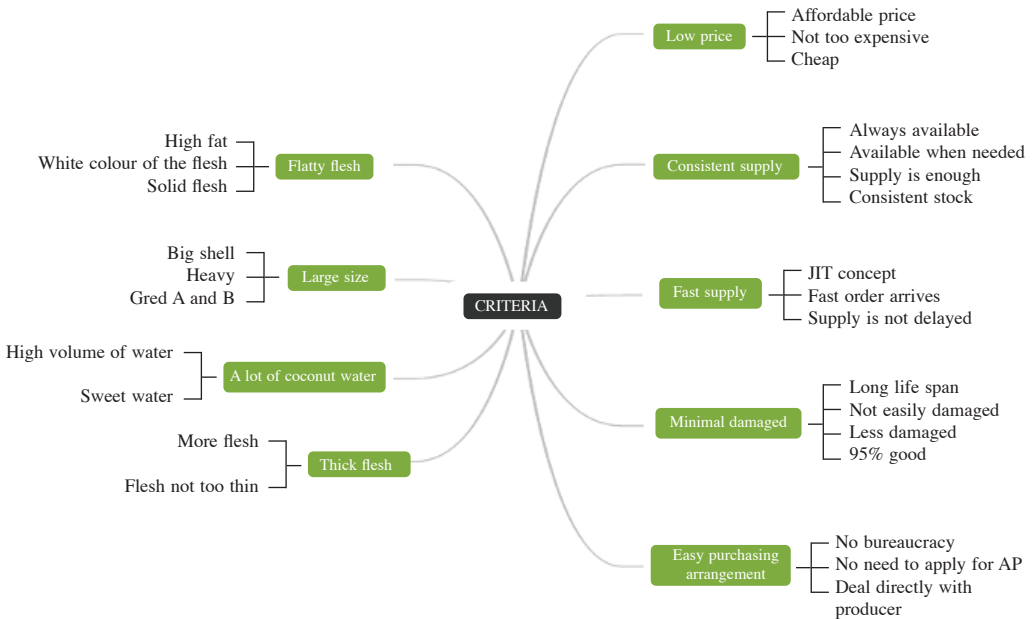 CRITERIA
Flatty flesh
High fat
White colour of the flesh
Solid flesh
Large size
Big shell
Heavy
Gred A and B
A lot of coconut water
High volume of water
Sweet water
Thick flesh
More flesh
Flesh not too thin
Low price
Affordable price
Not too expensive
Cheap
Consistent supply
Always available
Available when needed
Supply is enough
Consistent stock
Fast supply
JIT concept
Fast order arrives
Supply is not delayed
Minimal damaged
Long life span
Not easily damaged
Less damaged
95% good
Easy purchasing
arrangement
No bureaucracy
No need to apply for AP
Deal directly with
producer